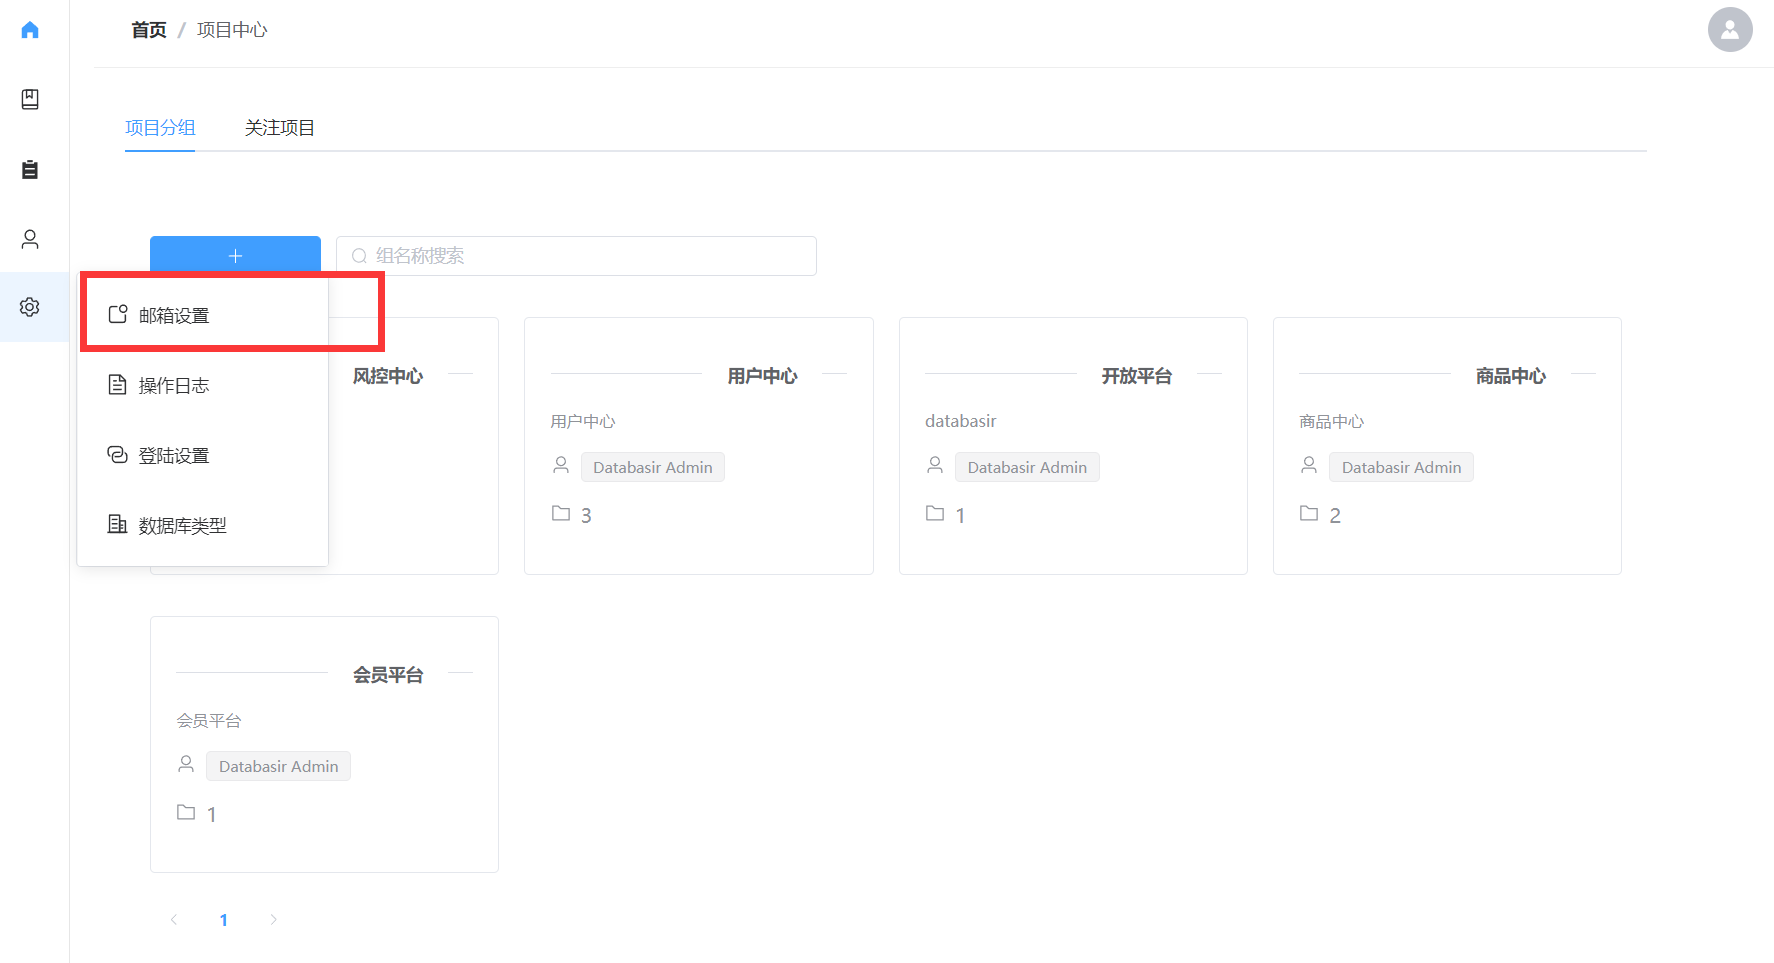 首页 / 项目中心
项目分组 关注项目
+ 组名称搜索
邮箱设置
操作日志
登陆设置
数据库类型
风控中心
用户中心
用户中心
Databasir Admin
3
开放平台
databasir
Databasir Admin
1
商品中心
商品中心
Databasir Admin
2
会员平台
会员平台
Databasir Admin
1
1